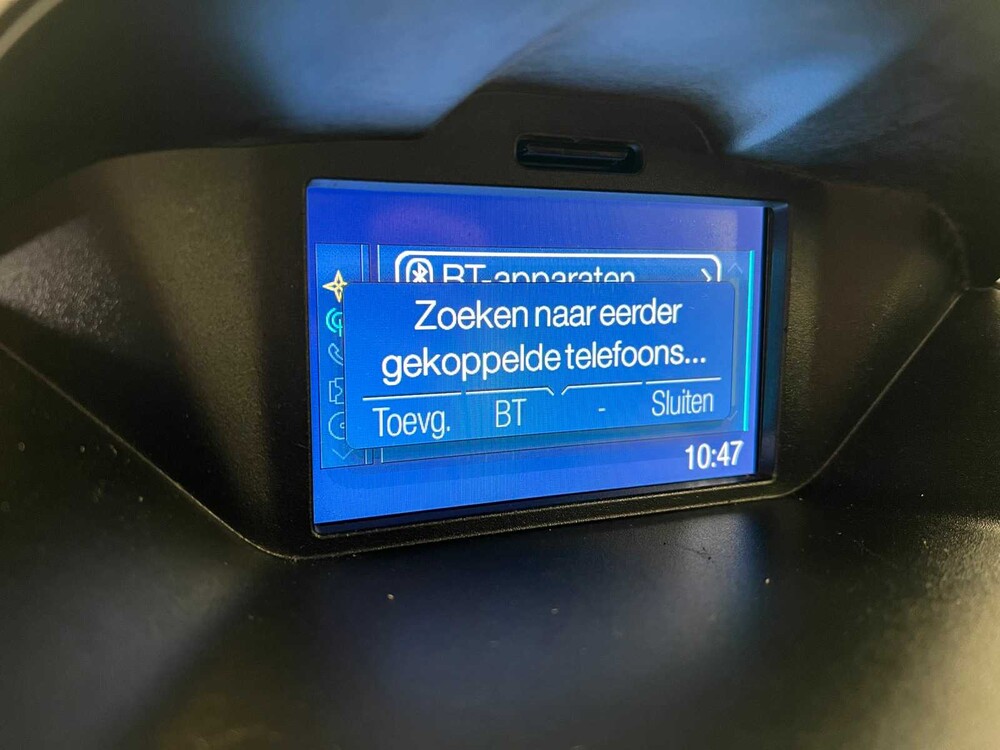 BT-apparaten
Zoeken naar eerder
gekoppelde telefoons...
Toevg. BT - Sluiten
10:47